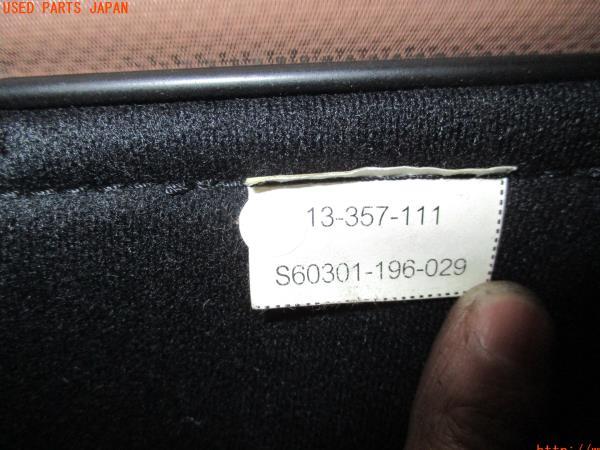 USED PARTS JAPAN
13-357-111
S60301-196-029